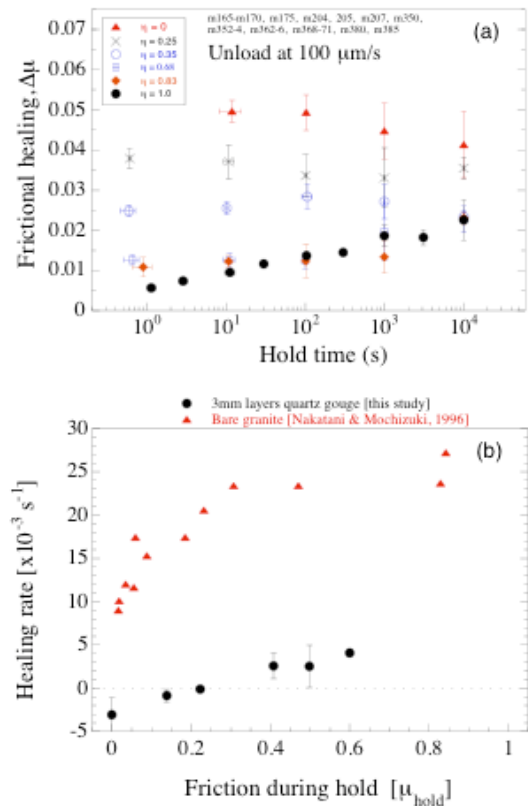 m165-m170, m175, m204, 205, m207, m350,
m352-4, m362-6, m368-71, m380, m385
(a)
Unload at 100 μm/s
η = 0
η = 0.25
η = 0.35
η = 0.68
η = 0.83
η = 1.0
Frictional healing, Δμ
0.07
0.06
0.05
0.04
0.03
0.02
0.01
0
10⁰ 10¹ 10² 10³ 10⁴
Hold time (s)
3mm layers quartz gouge [this study]
Bare granite [Nakatani & Mochizuki, 1996]
(b)
Healing rate [x10⁻³ s⁻¹]
30
25
20
15
10
5
0
-5
0 0.2 0.4 0.6 0.8 1
Friction during hold [μhold]